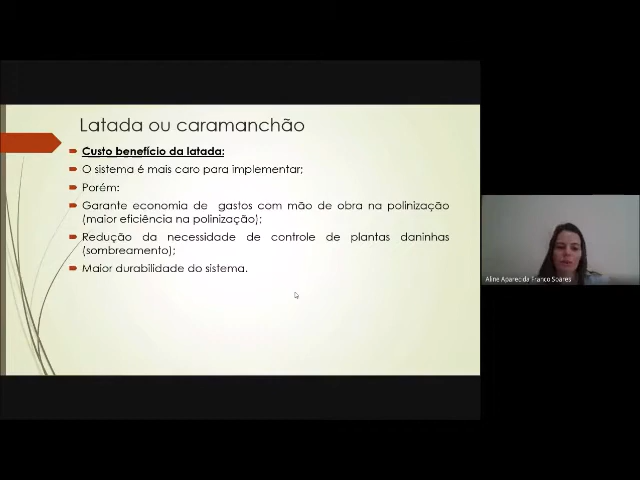 Latada ou caramanchão
Custo benefício da latada:
O sistema é mais caro para implementar;
Porém:
Garante economia de gastos com mão de obra na polinização
(maior eficiência na polinização);
Redução da necessidade de controle de plantas daninhas
(sombreamento);
Maior durabilidade do sistema.
Aline Aparecida Franco Soares